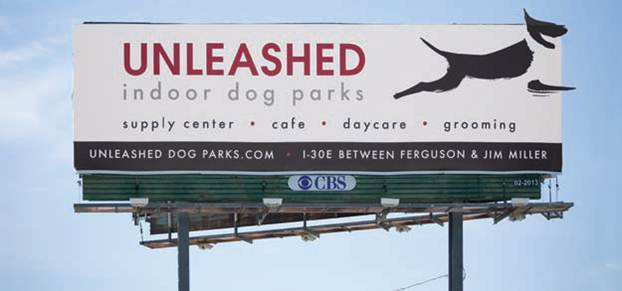 UNLEASHED
indoor dog parks
supply center • cafe • daycare • grooming
UNLEASHED DOG PARKS.COM • I-30E BETWEEN FERGUSON & JIM MILLER
CBS
02-2013